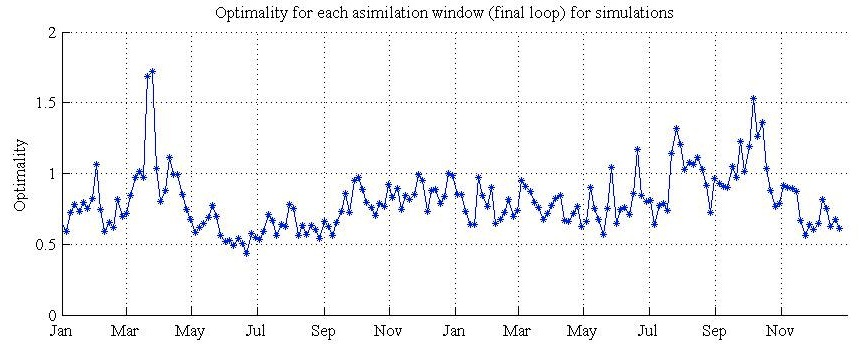 Optimality for each asimilation window (final loop) for simulations
2
1.5
1
0.5
0
Optimality
Jan Mar May Jul Sep Nov Jan Mar May Jul Sep Nov